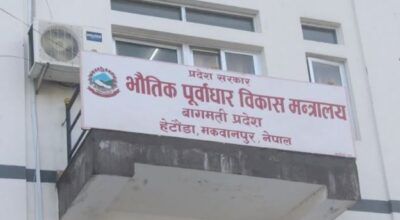 प्रदेश सरकार
भौतिक पूर्वाधार विकास मन्त्रालय
बागमती प्रदेश
हेटौडा, मकवानपुर, नेपाल